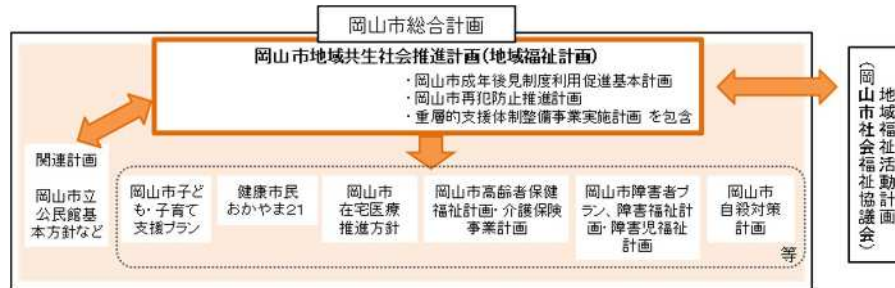 岡山市総合計画
岡山市地域共生社会推進計画(地域福祉計画)
・岡山市成年後見制度利用促進基本計画
・岡山市再犯防止推進計画
・重層的支援体制整備事業実施計画 を包含
関連計画
岡山市立
公民館基
本方針など
岡山市子ど
も・子育て
支援プラン
健康市民
おかやま21
岡山市
在宅医療
推進方針
岡山市高齢者保健
福祉計画・介護保険
事業計画
岡山市障害者プ
ラン、障害福祉計
画・障害児福祉
計画
岡山市
自殺対策
計画
等
地域福祉活動計画
(岡山市社会福祉協議会)